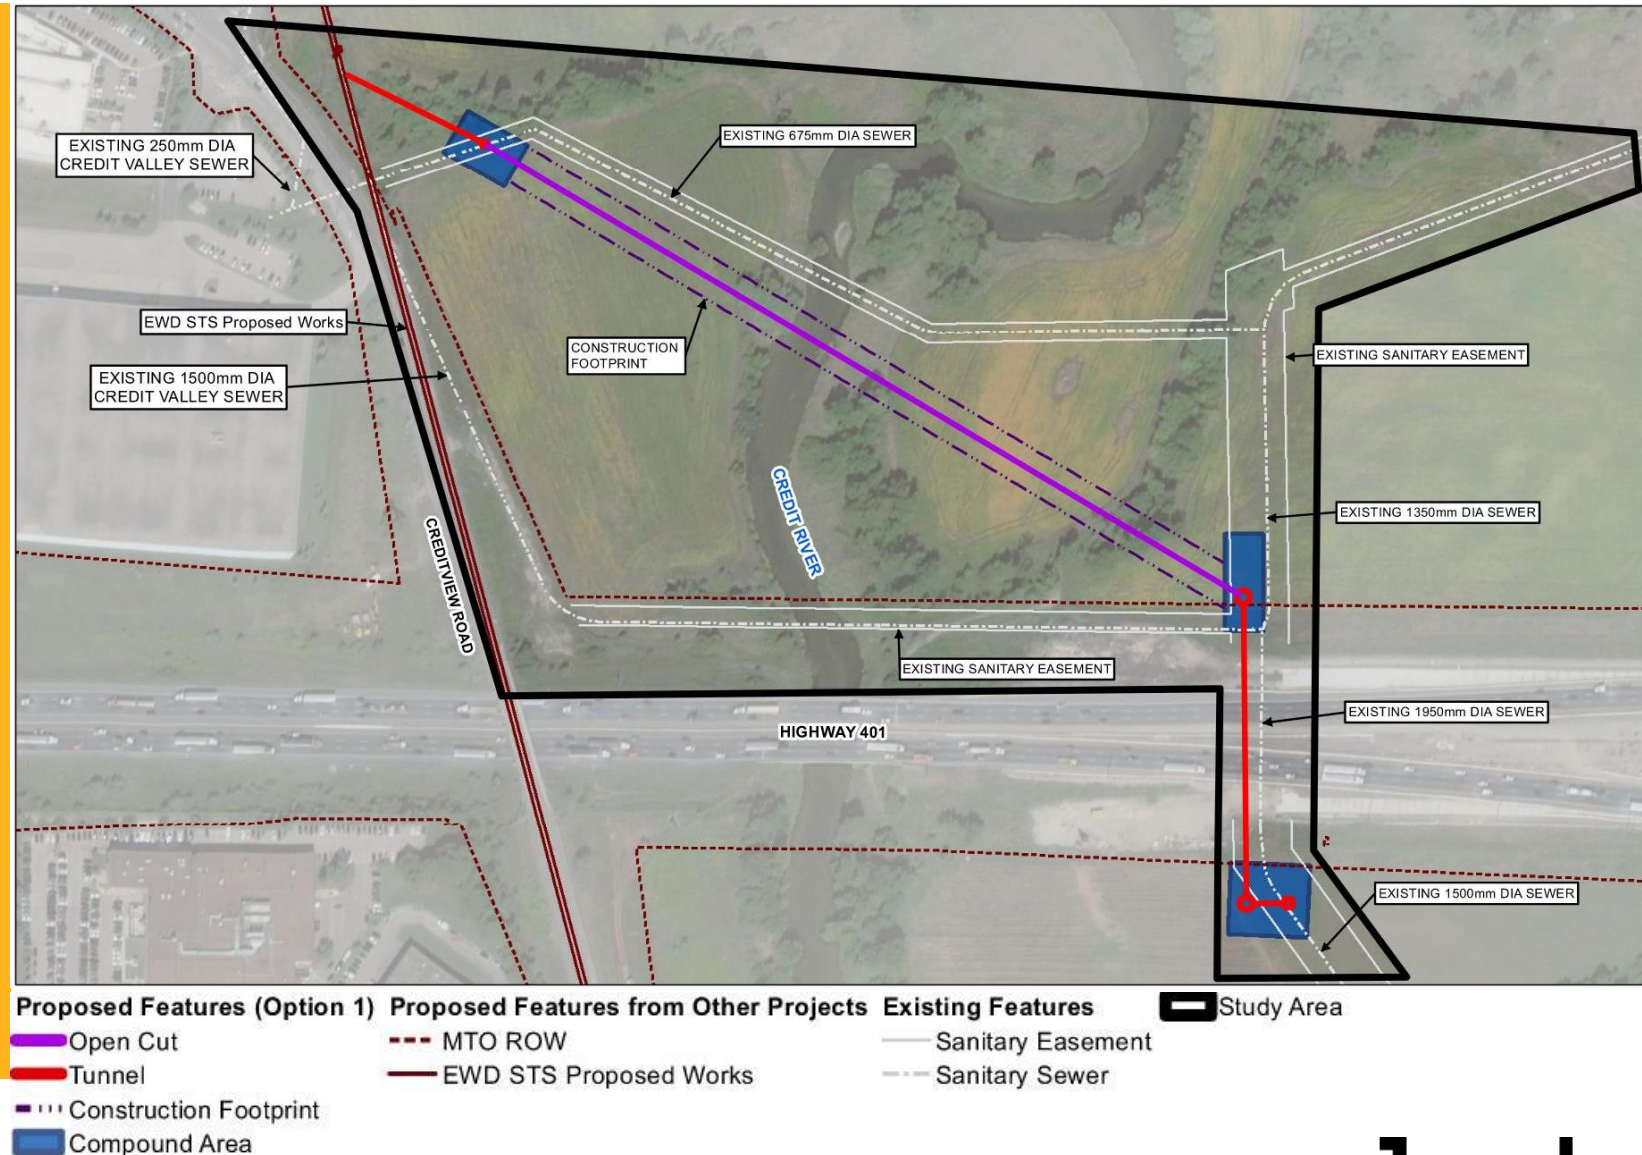 EXISTING 675mm DIA SEWER
EXISTING 250mm DIA
CREDIT VALLEY SEWER
EWD STS Proposed Works
CONSTRUCTION
FOOTPRINT
EXISTING SANITARY EASEMENT
EXISTING 1500mm DIA
CREDIT VALLEY SEWER
CREDIT RIVER
EXISTING 1350mm DIA SEWER
CREDITVIEW ROAD
EXISTING SANITARY EASEMENT
EXISTING 1950mm DIA SEWER
HIGHWAY 401
EXISTING 1500mm DIA SEWER
Proposed Features (Option 1)
Open Cut
Tunnel
Construction Footprint
Compound Area
Proposed Features from Other Projects
MTO ROW
EWD STS Proposed Works
Existing Features
Sanitary Easement
Sanitary Sewer
Study Area